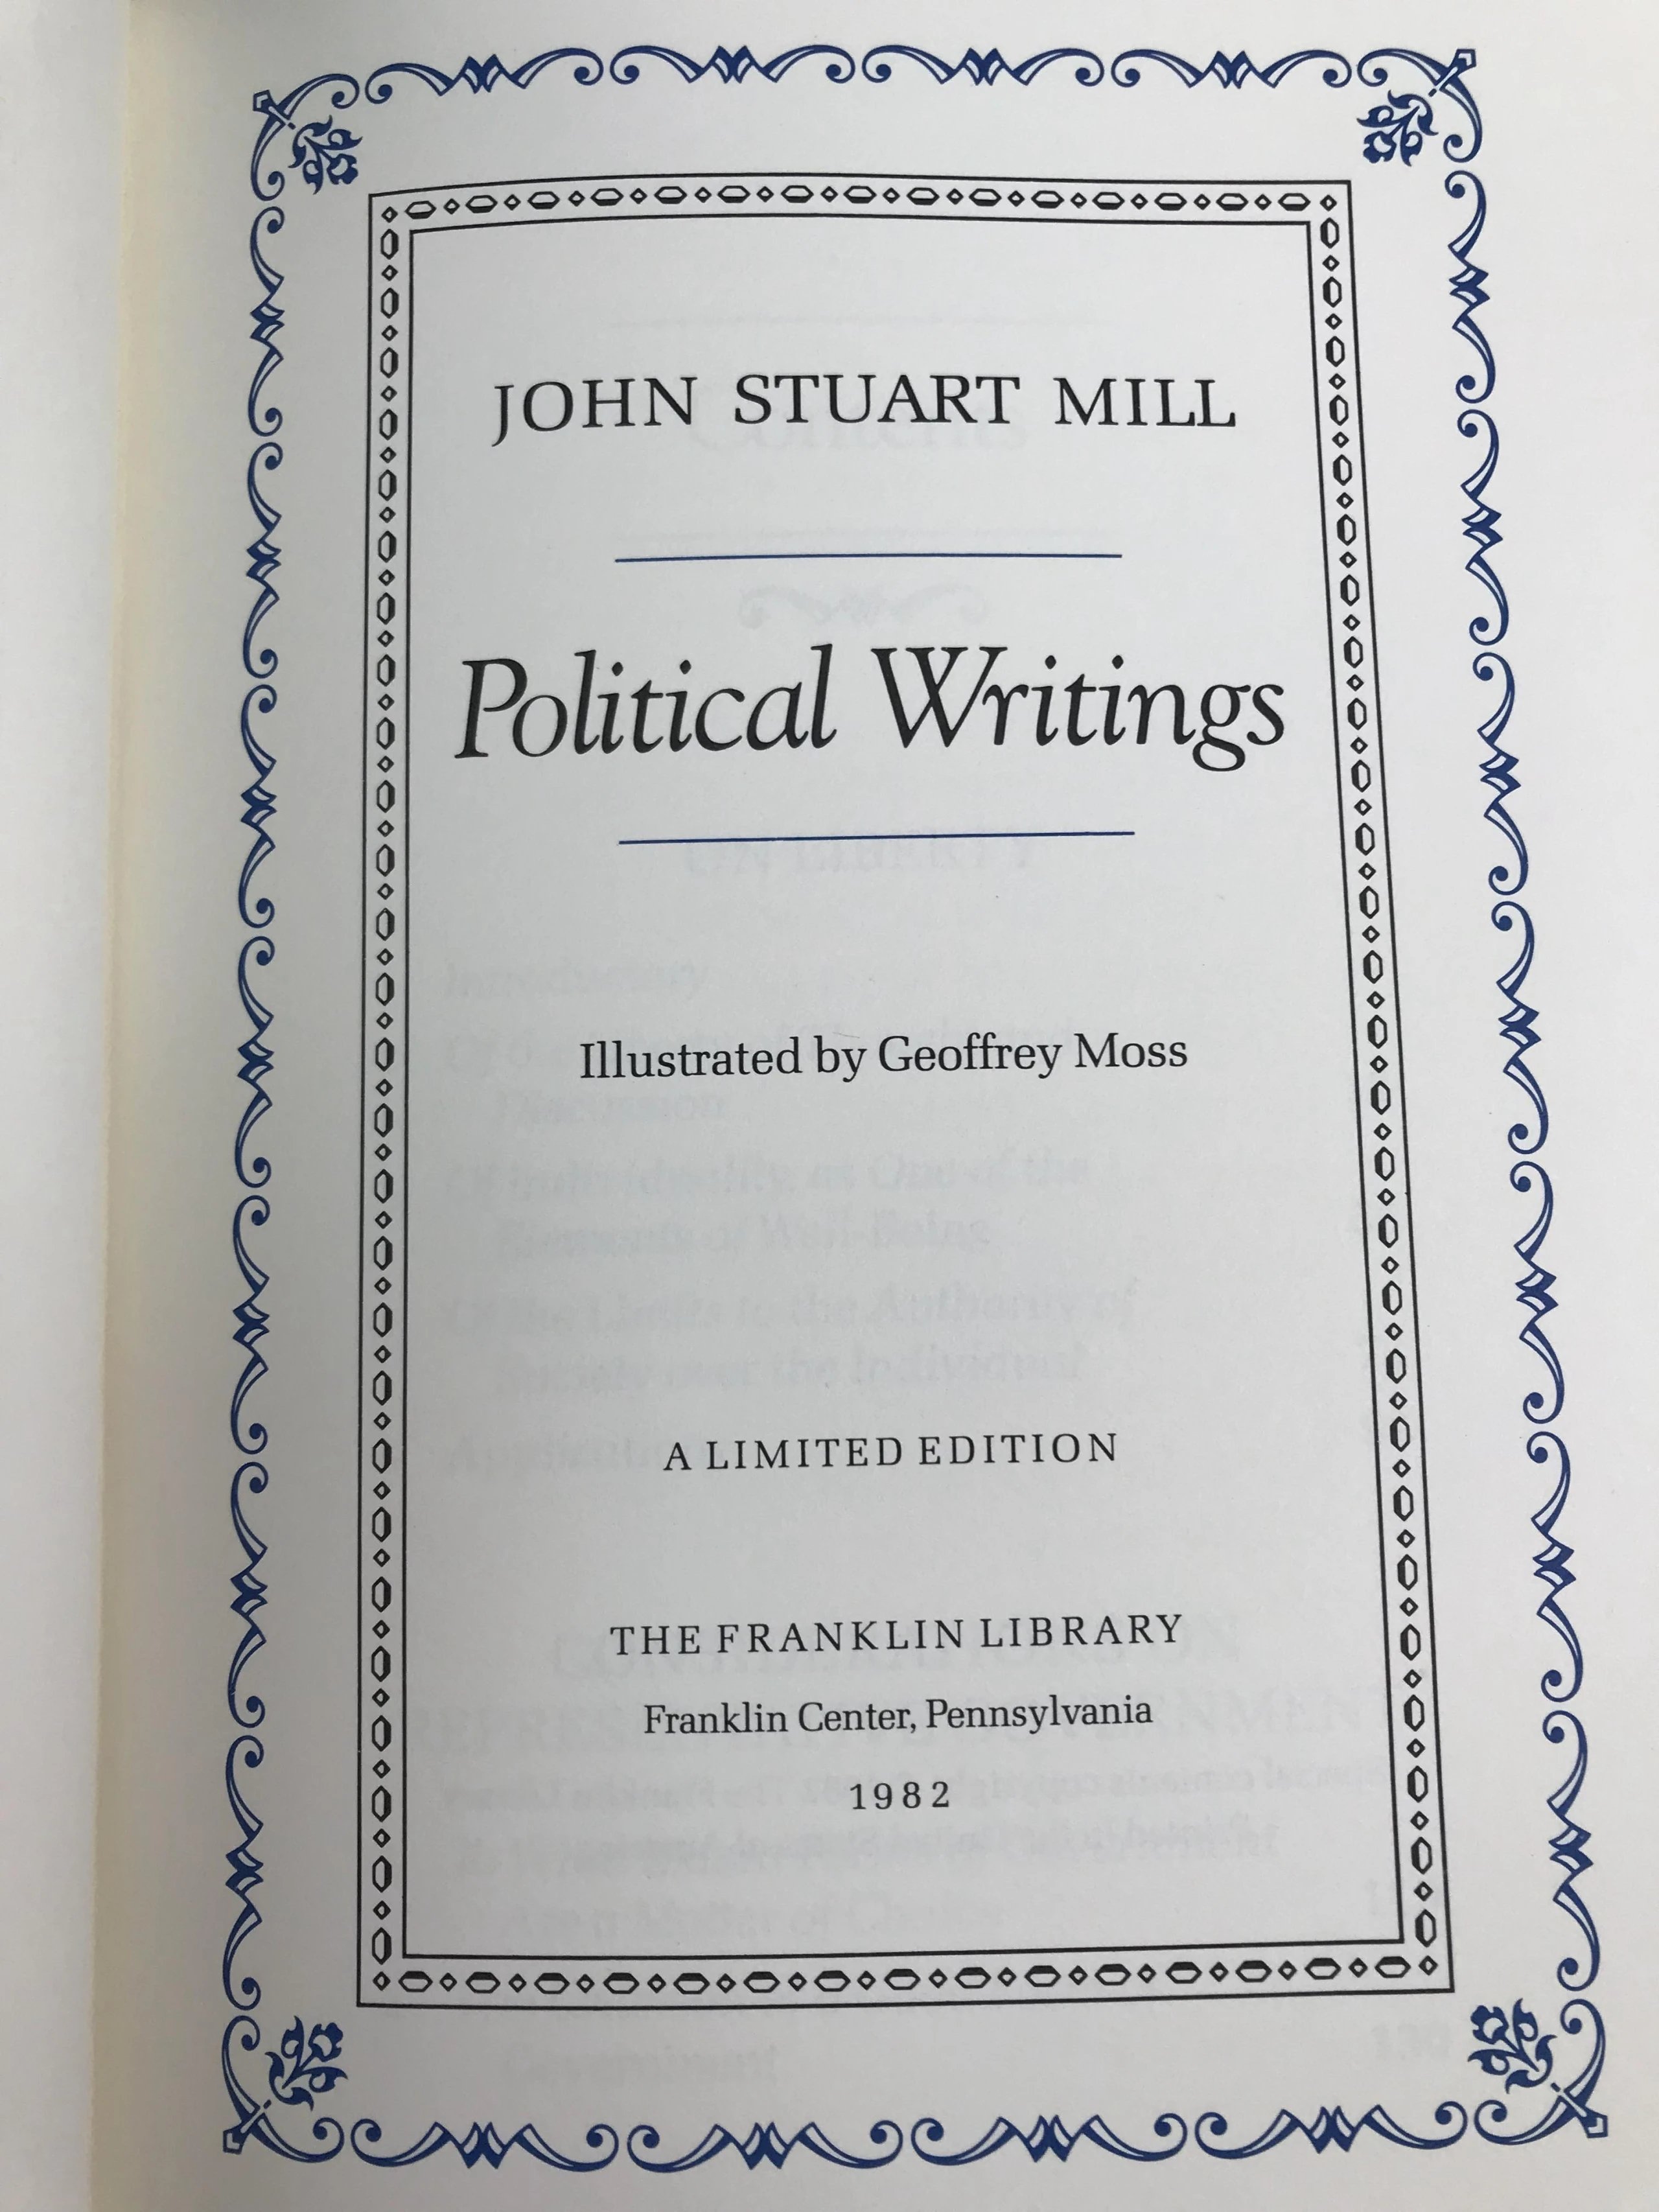 JOHN STUART MILL
Political Writings
Illustrated by Geoffrey Moss
A LIMITED EDITION
THE FRANKLIN LIBRARY
Franklin Center, Pennsylvania
1982